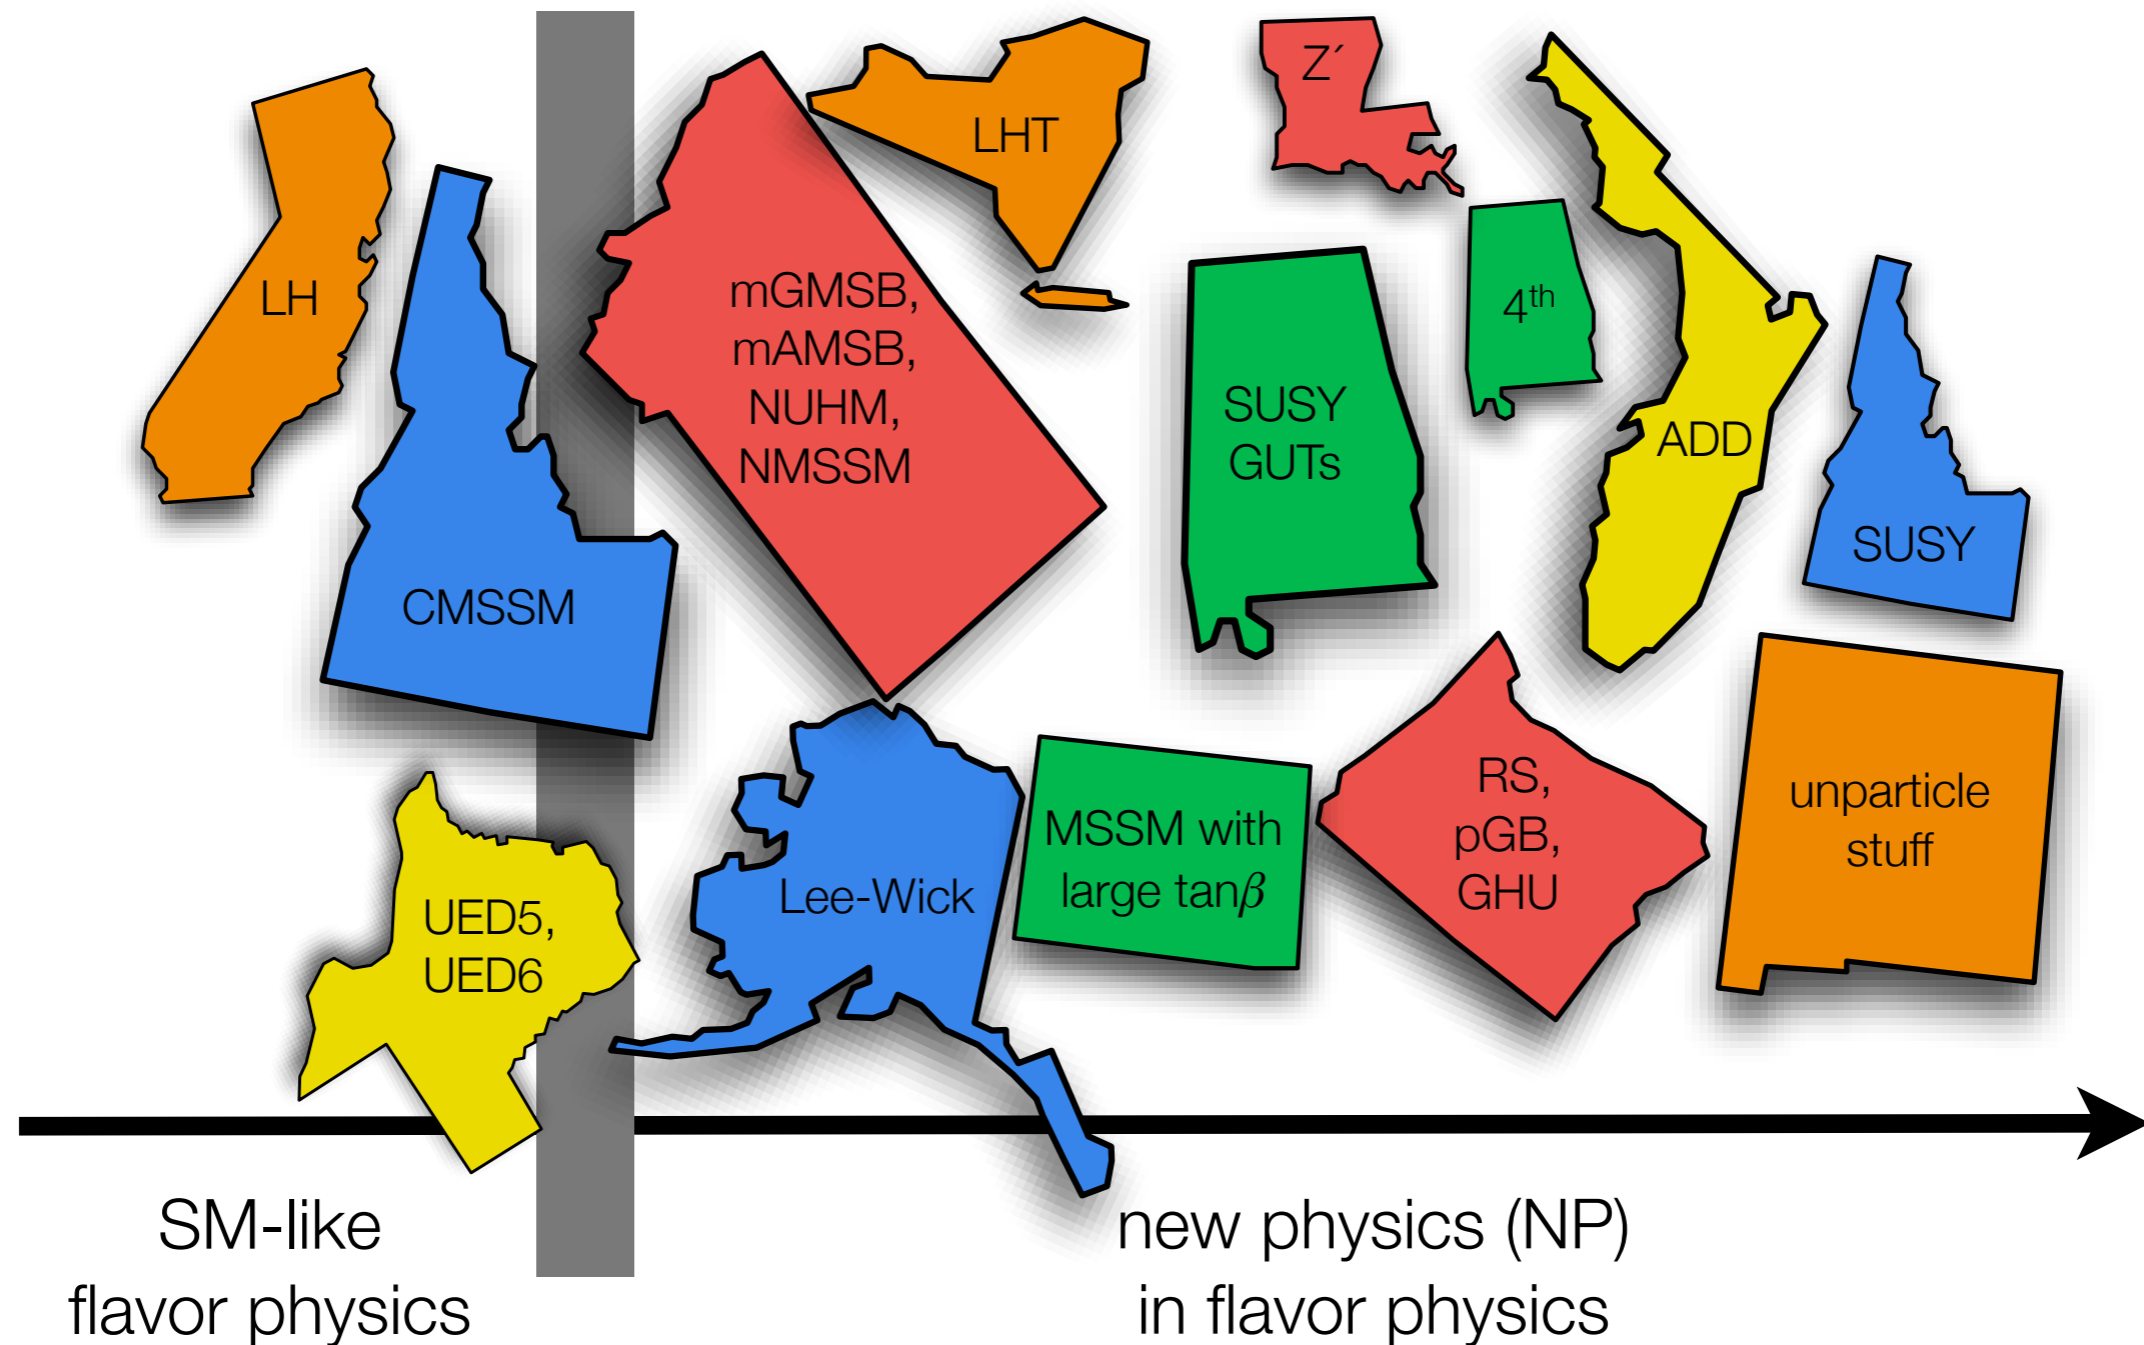 LH
CMSSM
UED5,
UED6
mGMSB,
mAMSB,
NUHM,
NMSSM
LHT
Z´
4th
SUSY
GUTs
ADD
SUSY
Lee-Wick
MSSM with
large tanβ
RS,
pGB,
GHU
unparticle
stuff
SM-like
flavor physics
new physics (NP)
in flavor physics